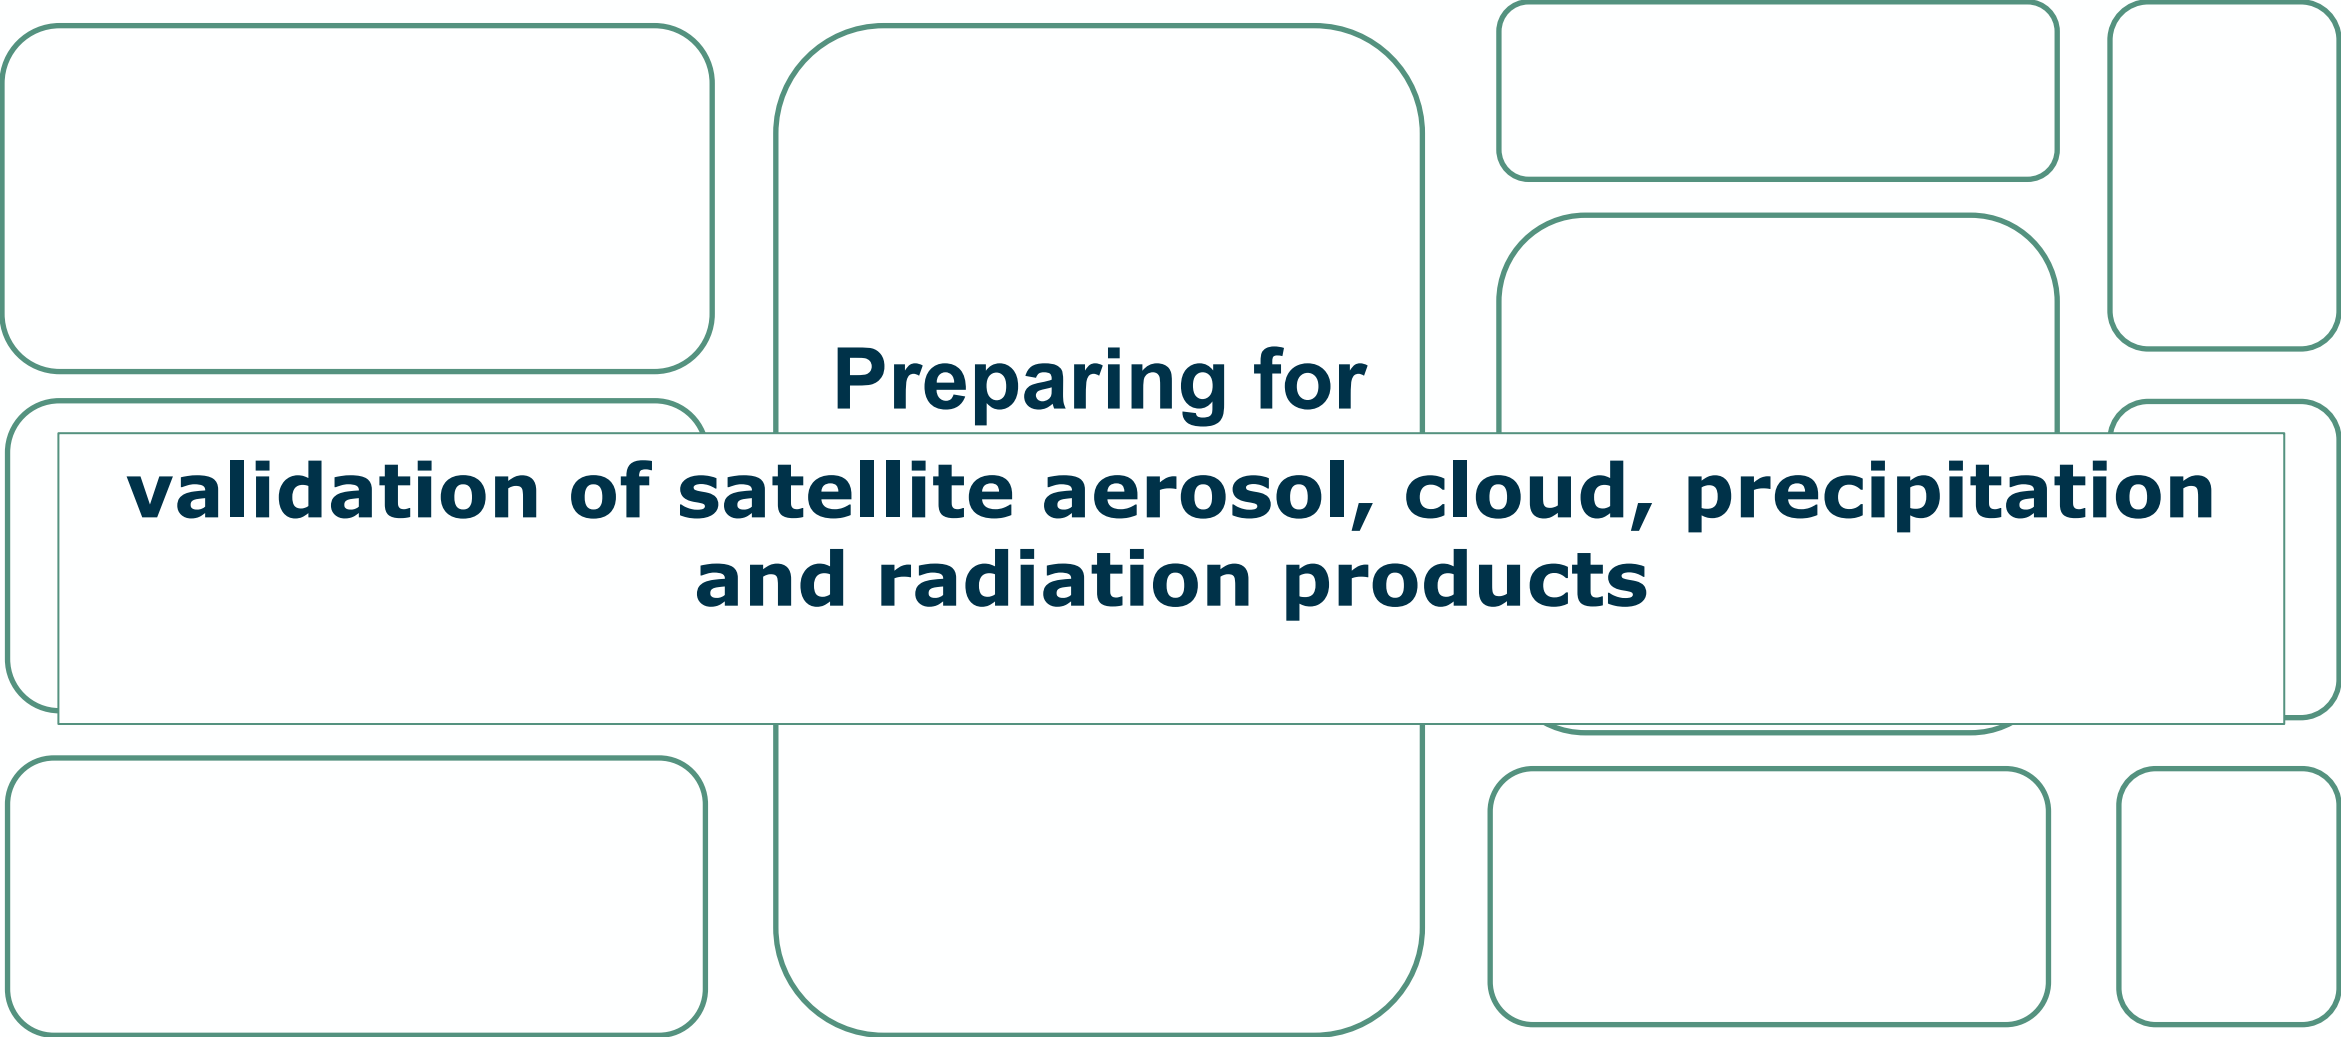 Preparing for
validation of satellite aerosol, cloud, precipitation
and radiation products